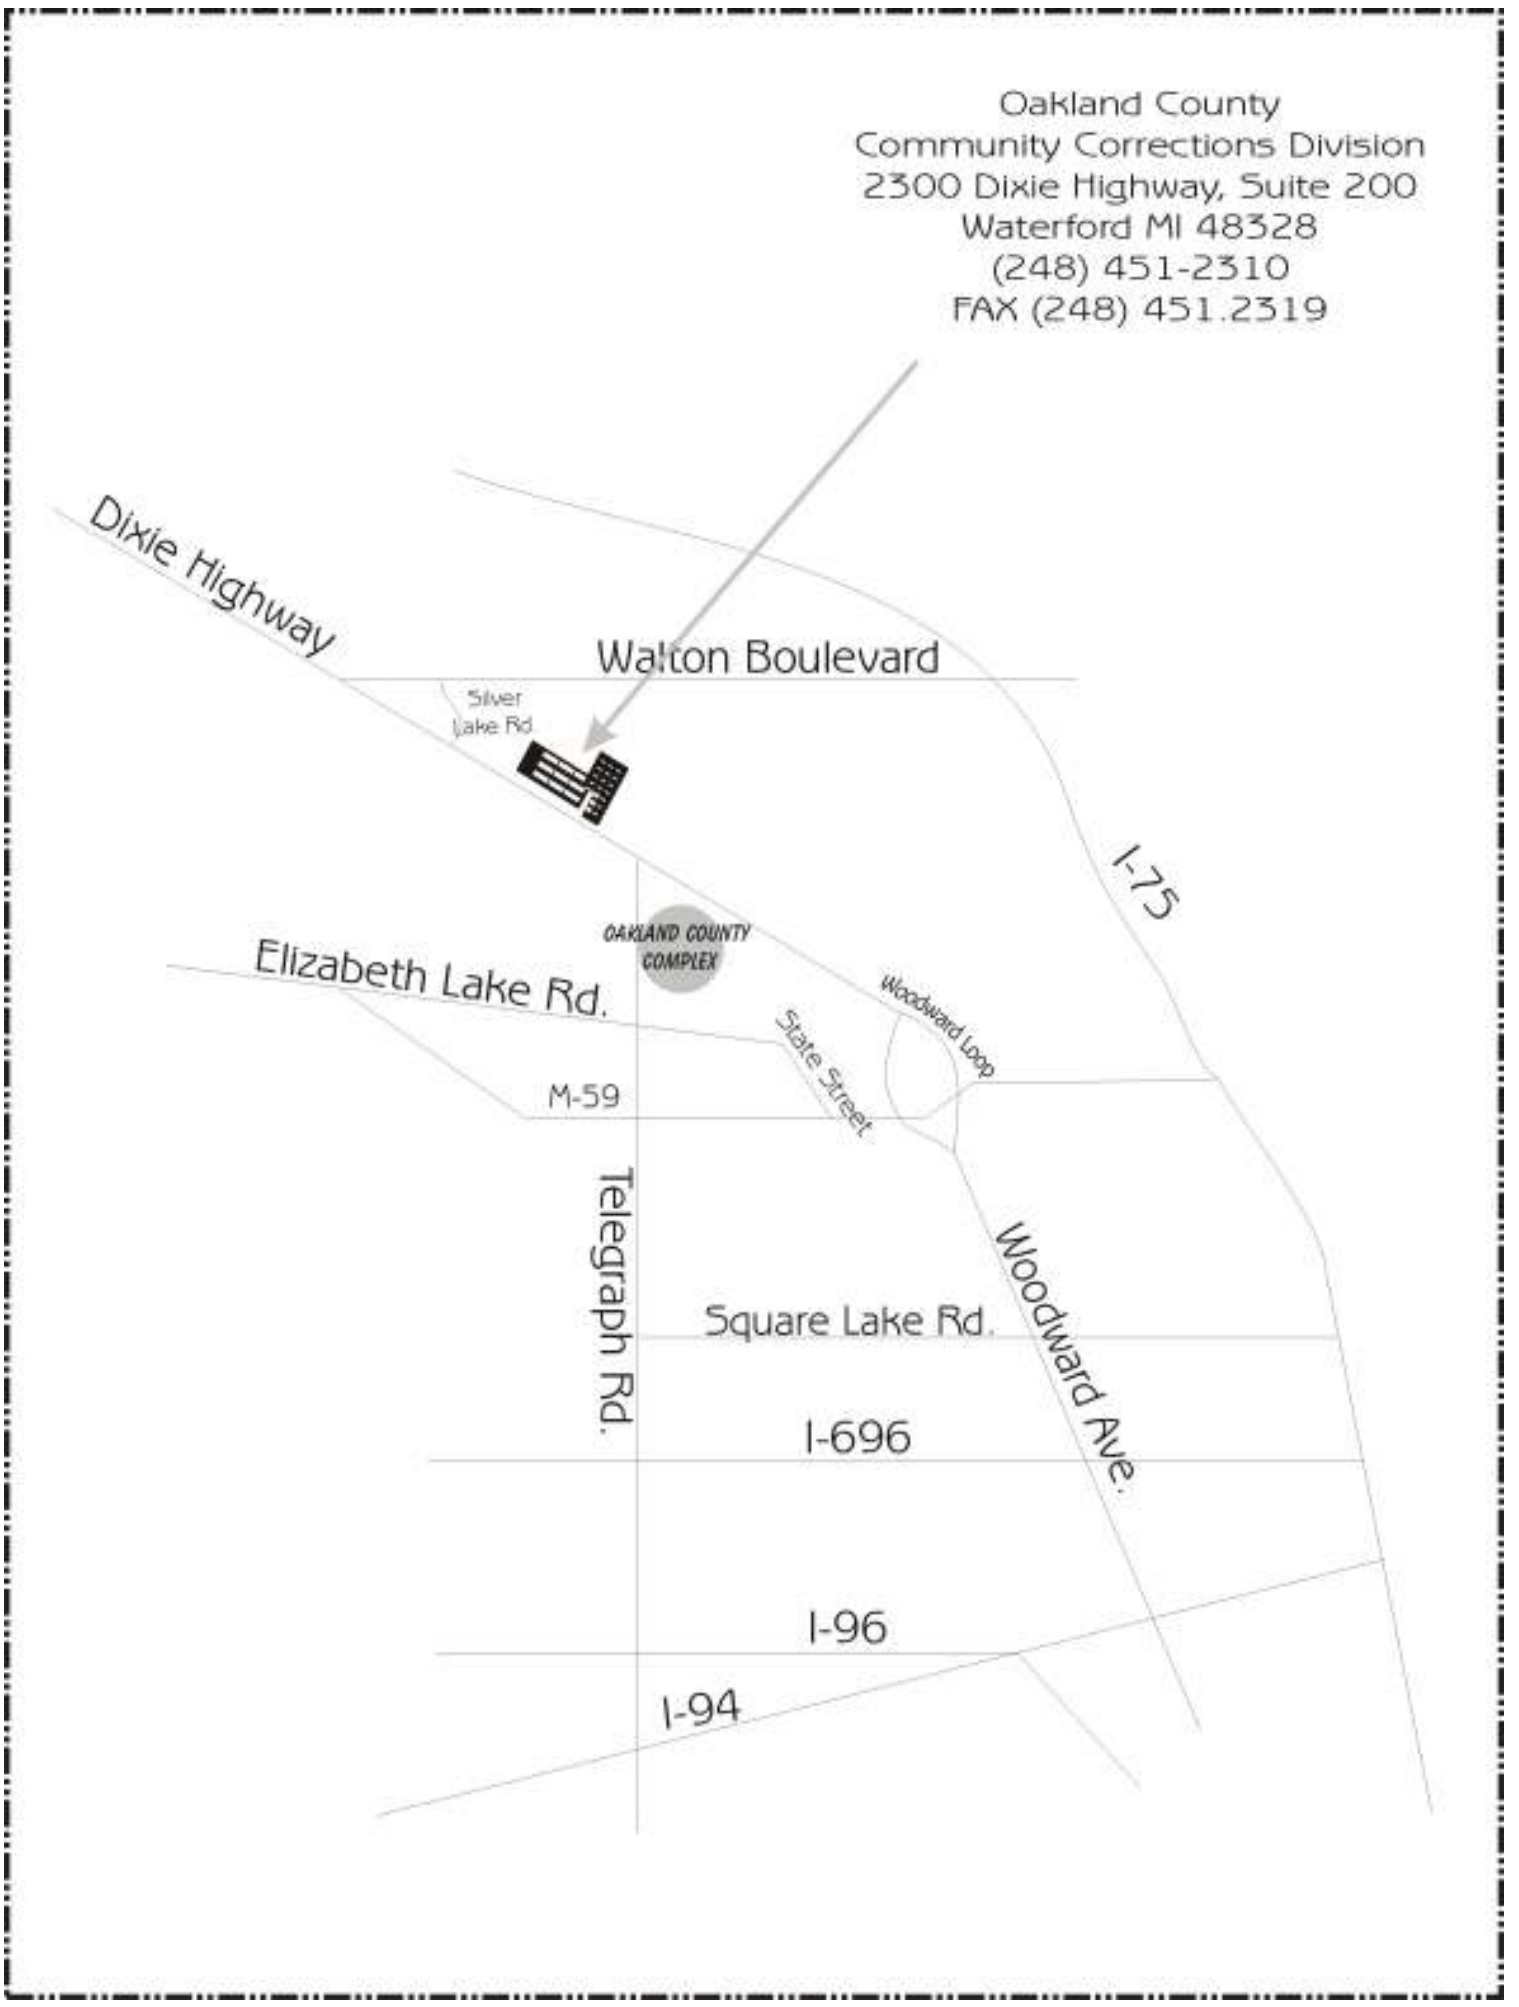 Oakland County
Community Corrections Division
2300 Dixie Highway, Suite 200
Waterford MI 48328
(248) 451-2310
FAX (248) 451.2319
Dixie Highway
Walton Boulevard
Silver
Lake Rd.
I-75
OAKLAND COUNTY
COMPLEX
Elizabeth Lake Rd.
Woodward Loop
State Street
M-59
Telegraph Rd.
Woodward Ave.
Square Lake Rd.
I-696
I-96
I-94